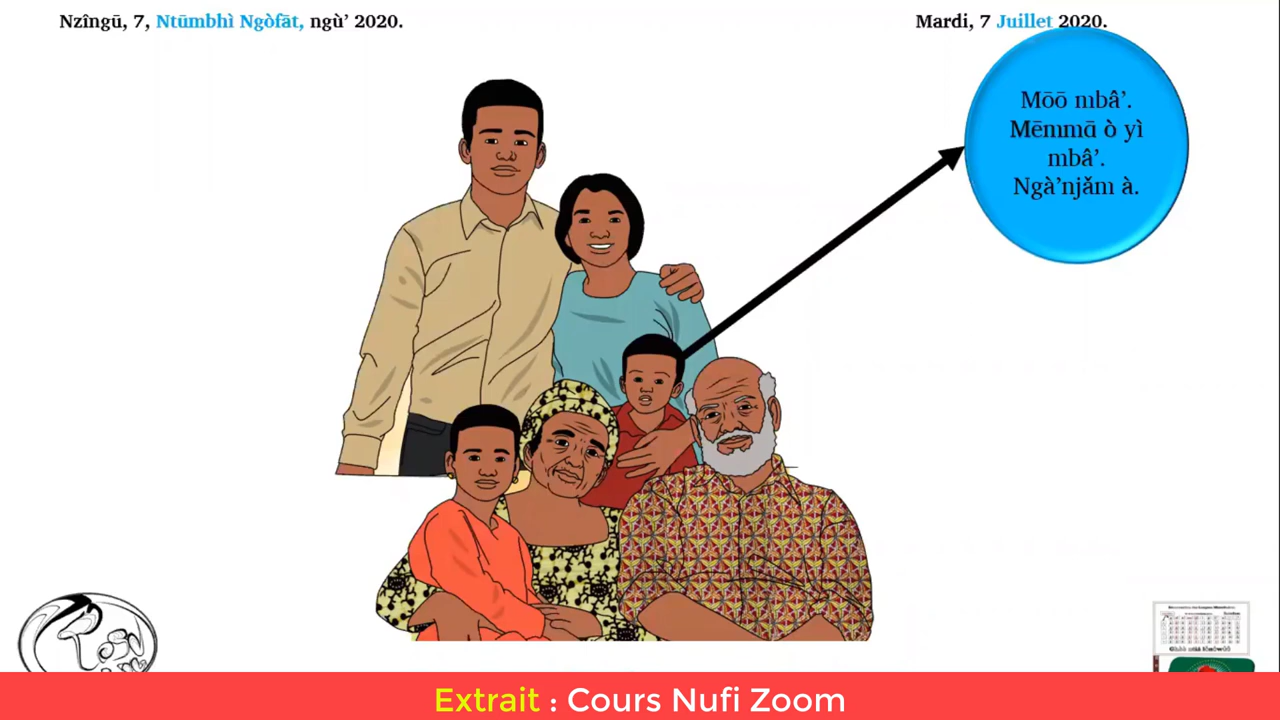 Nzîngū, 7, Ntūmbhì Ngòfāt, ngù’ 2020.
Mardi, 7 Juillet 2020.
Mōō mbâ’.
Mēmmā ò yì
mbâ’.
Ngà’njǎm à.
Extrait : Cours Nufi Zoom